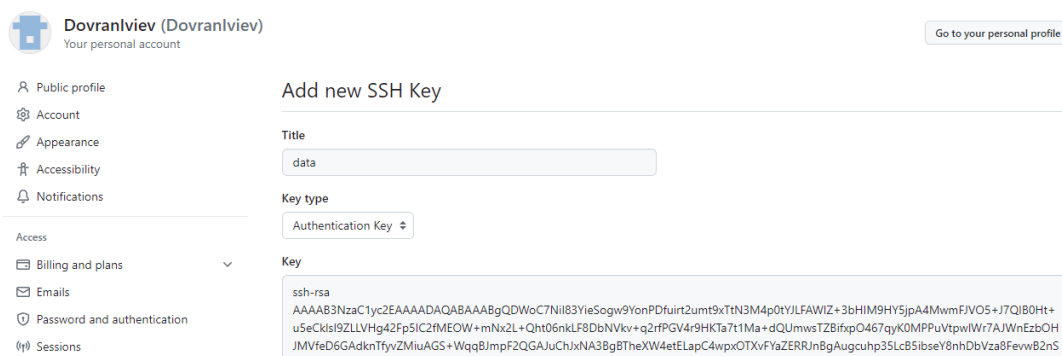 DovranIviev (DovranIviev)
Your personal account
Go to your personal profile
Public profile
Account
Appearance
Accessibility
Notifications
Access
Billing and plans
Emails
Password and authentication
Sessions
Add new SSH Key
Title
data
Key type
Authentication Key
Key
ssh-rsa
AAAAB3NzaC1yc2EAAAADAQABAAABgQDWoC7Nil83YieSogw9YonPDfuirt2umt9xTtN3M4p0tYJLFAWIZ+3bHIM9HY5jpA4MwmFJVO5+J7QIB0Ht+
u5eCkIsI9ZLLVHg42Fp5IC2fMEOW+mNx2L+Qht06nkLF8DbNVkv+q2rfPGV4r9HKTa7t1Ma+dQUmwsTZBifxpO467qyK0MPPuVtpwIWr7AJWnEzbOH
JMVfeD6GAdknTfyvZMiuAGS+WqqBJmpF2QGAJuChJxNA3BgBTheXW4etELapC4wpxOTXvFYaZERRJnBgAugcuhp35LcB5ibseY8nhDbVza8FevwB2nS